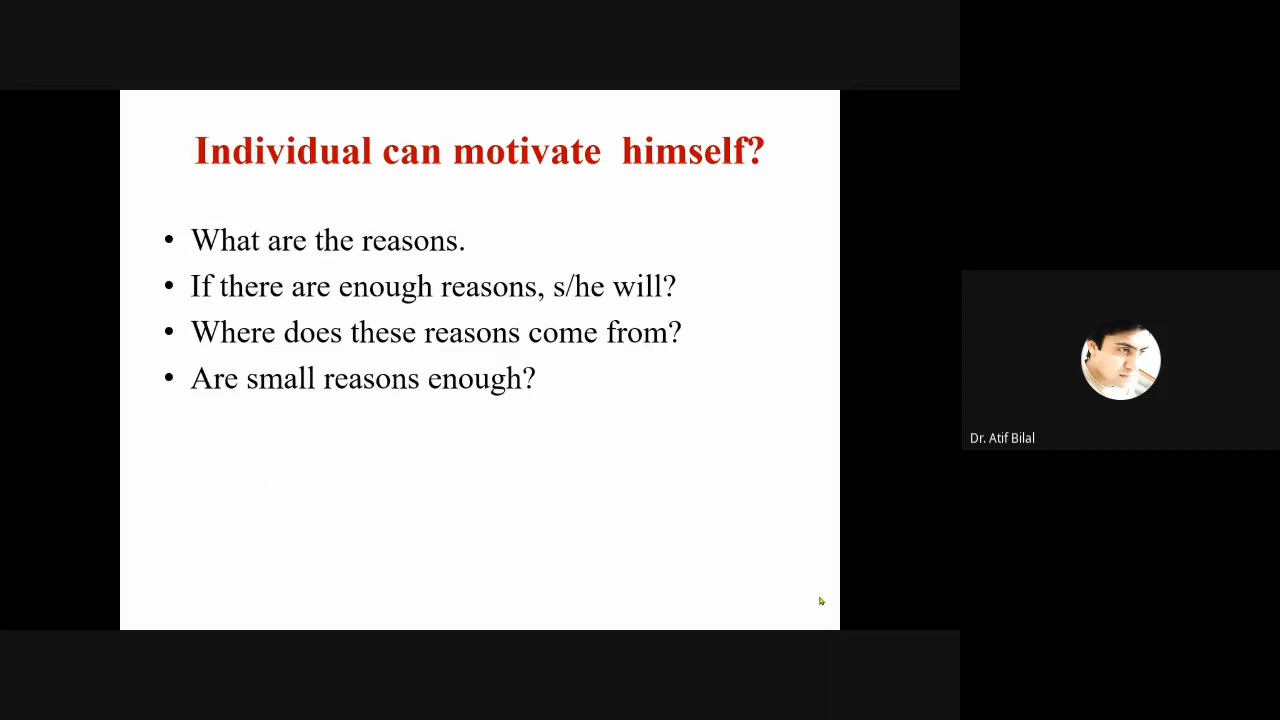 Individual can motivate  himself?
• What are the reasons.
• If there are enough reasons, s/he will?
• Where does these reasons come from?
• Are small reasons enough?
Dr. Atif Bilal